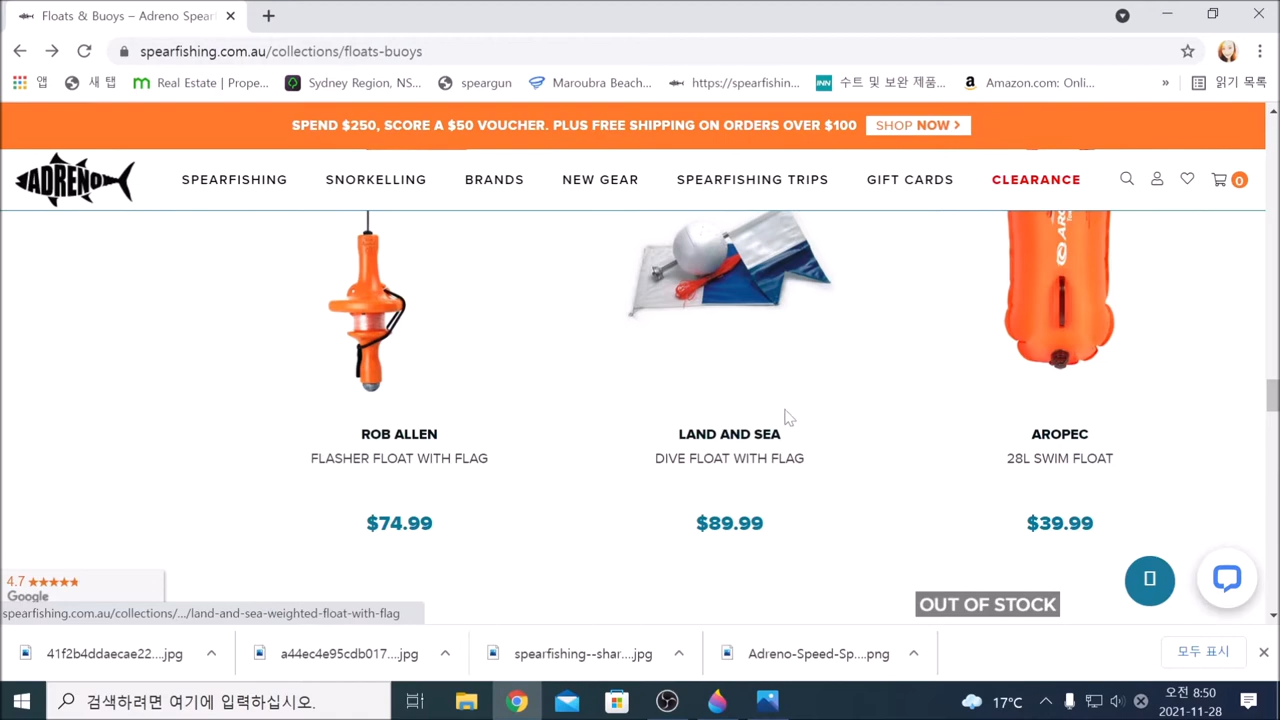 Floats & Buoys – Adreno Spearf
spearfishing.com.au/collections/floats-buoys
앱
새 탭
Real Estate | Prope...
Sydney Region, NS...
speargun
Maroubra Beach...
https://spearfishin...
INN
수트 및 보완 제품...
Amazon.com: Onli...
»
읽기 목록
SPEND $250, SCORE A $50 VOUCHER. PLUS FREE SHIPPING ON ORDERS OVER $100
SHOP NOW >
ADRENO
SPEARFISHING
SNORKELLING
BRANDS
NEW GEAR
SPEARFISHING TRIPS
GIFT CARDS
CLEARANCE
0
ROB ALLEN
FLASHER FLOAT WITH FLAG
$74.99
LAND AND SEA
DIVE FLOAT WITH FLAG
$89.99
AROPEC
28L SWIM FLOAT
$39.99
4.7
Google
OUT OF STOCK
spearfishing.com.au/collections/.../land-and-sea-weighted-float-with-flag
41f2b4ddaecae22....jpg
a44ec4e95cdb017....jpg
spearfishing--shar....jpg
Adreno-Speed-Sp....png
모두 표시
검색하려면 여기에 입력하십시오.
17°C
오전 8:50
2021-11-28